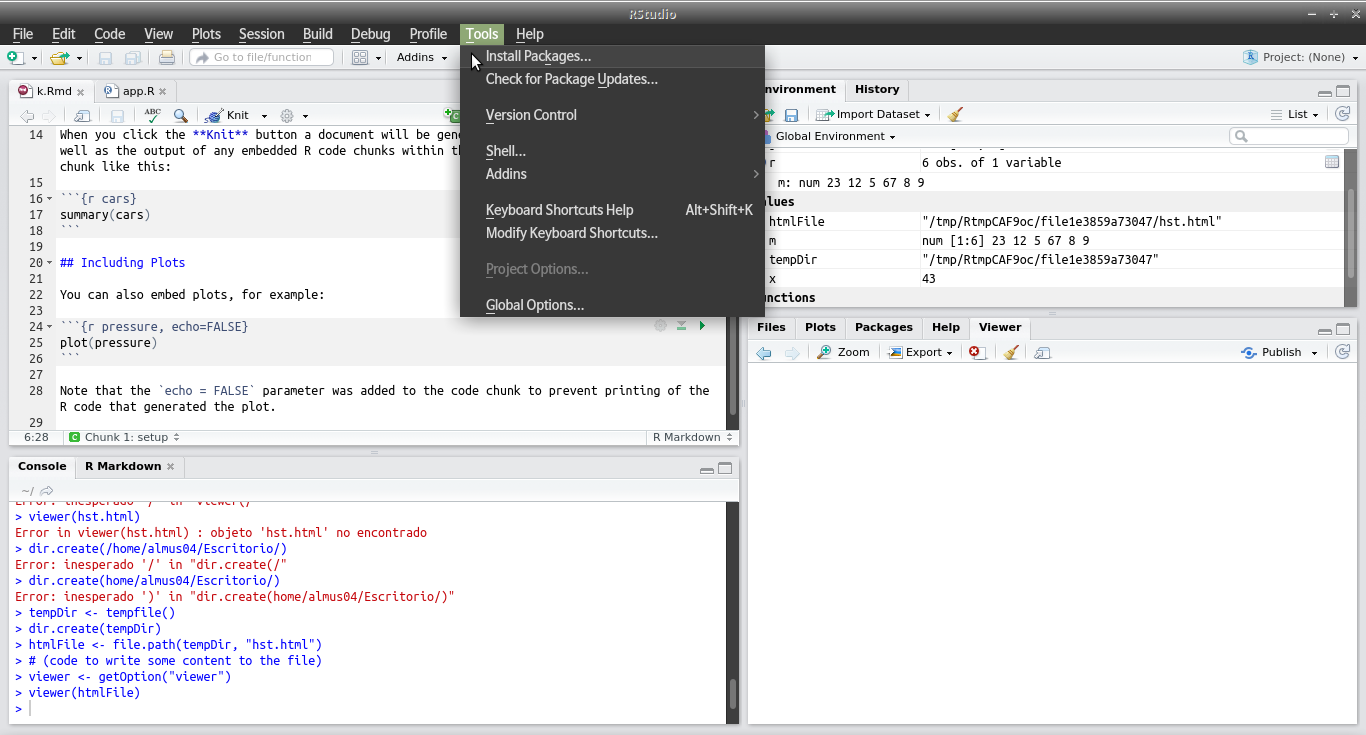 RStudio
File Edit Code View Plots Session Build Debug Profile Tools Help
Go to file/function Addins Project: (None)
Install Packages...
Check for Package Updates...
Version Control
Shell...
Addins
Keyboard Shortcuts Help Alt+Shift+K
Modify Keyboard Shortcuts...
Project Options...
Global Options...
k.Rmd app.R
ABC Knit
14 When you click the **Knit** button a document will be gen
well as the output of any embedded R code chunks within th
chunk like this:
15
16 ```{r cars}
17 summary(cars)
18 ```
19
20 ## Including Plots
21
22 You can also embed plots, for example:
23
24 ```{r pressure, echo=FALSE}
25 plot(pressure)
26 ```
27
28 Note that the `echo = FALSE` parameter was added to the code chunk to prevent printing of the
R code that generated the plot.
29
6:28 Chunk 1: setup R Markdown
Console R Markdown
~/
> viewer(hst.html)
Error in viewer(hst.html) : objeto 'hst.html' no encontrado
> dir.create(/home/almus04/Escritorio/)
Error: inesperado '/' in "dir.create(/"
> dir.create(home/almus04/Escritorio/)
Error: inesperado ')' in "dir.create(home/almus04/Escritorio/)"
> tempDir <- tempfile()
> dir.create(tempDir)
> htmlFile <- file.path(tempDir, "hst.html")
> # (code to write some content to the file)
> viewer <- getOption("viewer")
> viewer(htmlFile)
>
nvironment History
Import Dataset List
Global Environment
r 6 obs. of 1 variable
m: num 23 12 5 67 8 9
lues
htmlFile "/tmp/RtmpCAF9oc/file1e3859a73047/hst.html"
m num [1:6] 23 12 5 67 8 9
tempDir "/tmp/RtmpCAF9oc/file1e3859a73047"
x 43
nctions
Files Plots Packages Help Viewer
Zoom Export Publish